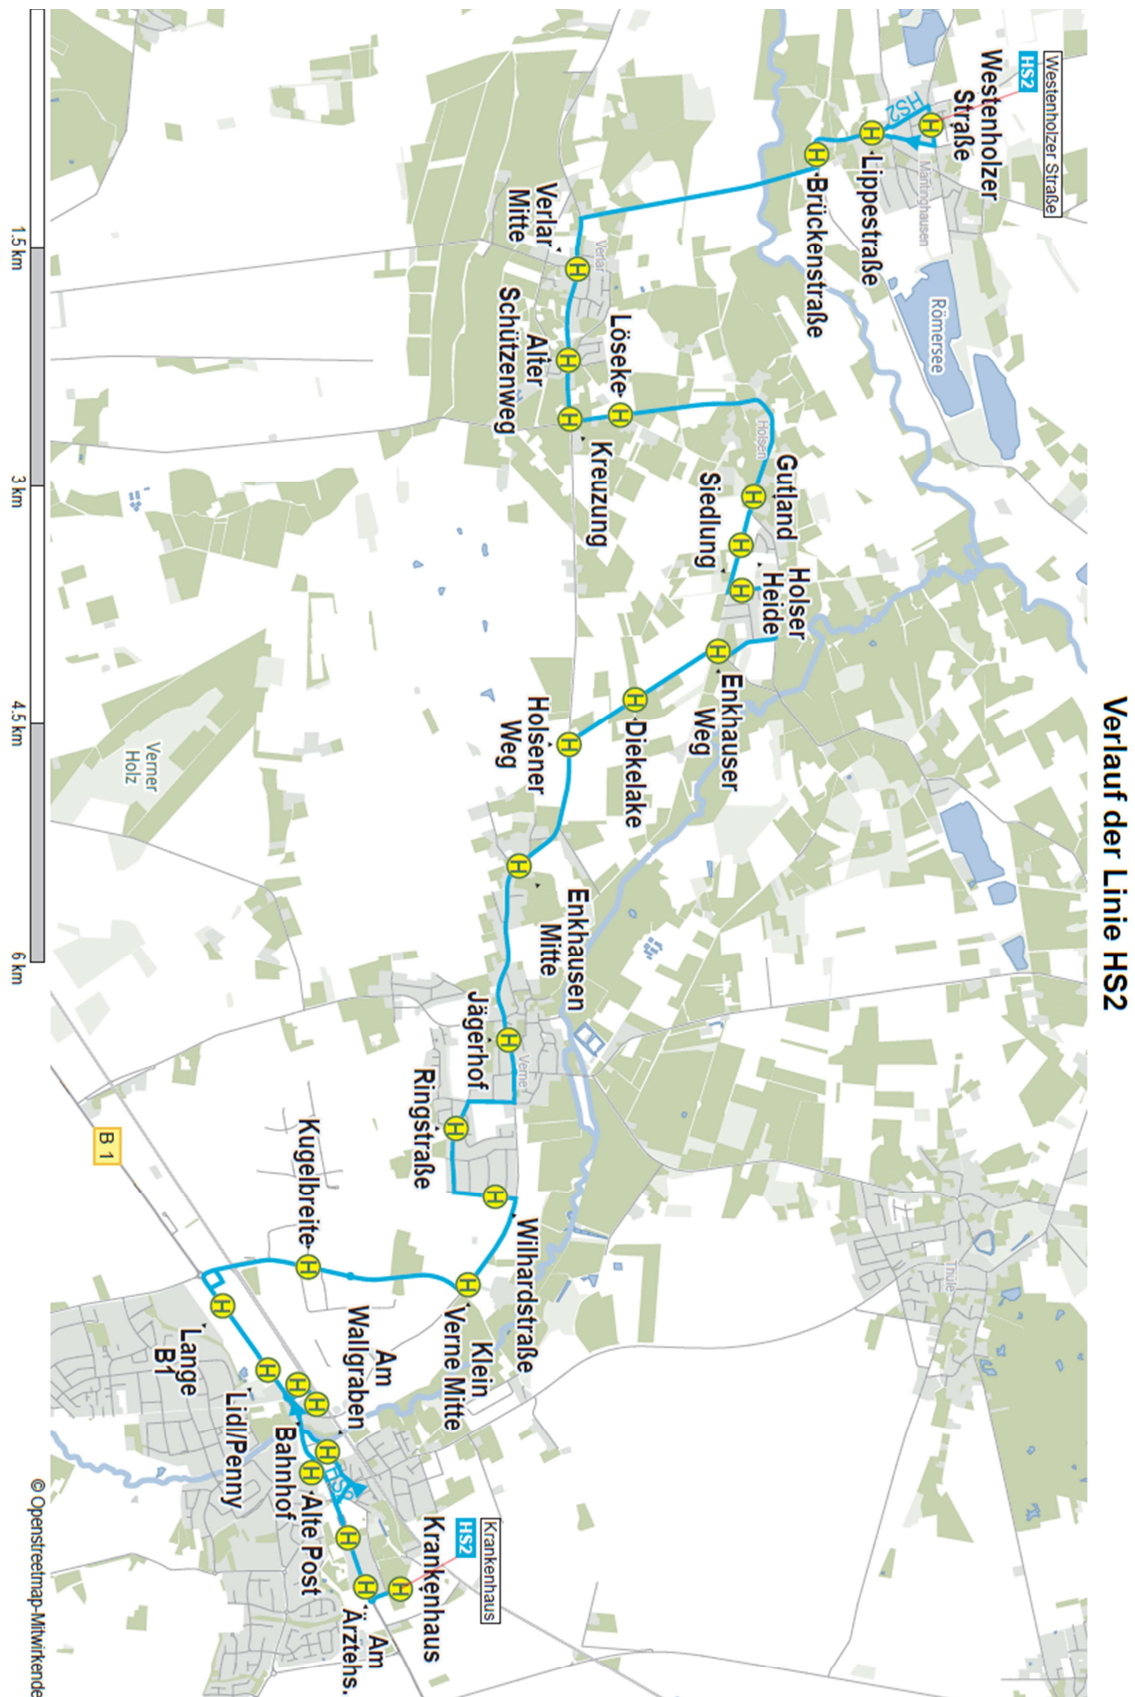 Verlauf der Linie HS2
Westenholzer Straße
HS2
Westenholzer
Straße
HS2
Mantinghausen
Lippestraße
Brückenstraße
Römersee
Verlar
Mitte
Verlar
Alter
Schützenweg
Löseke
Kreuzung
Holsen
Gutland
Siedlung
Holser
Heide
Enkhauser
Weg
Diekelake
Holsener
Weg
Enkhausen
Mitte
Verner
Holz
Jägerhof
Verne
Ringstraße
Wilhardstraße
Thüle
Klein
Verne Mitte
Kugelbreite
B 1
Lange
B1
Lidl/Penny
Am
Wallgraben
Bahnhof
Alte Post
Krankenhaus
HS2
Krankenhaus
Am
Ärztehs.
1.5 km
3 km
4.5 km
6 km
© Openstreetmap-Mitwirkende